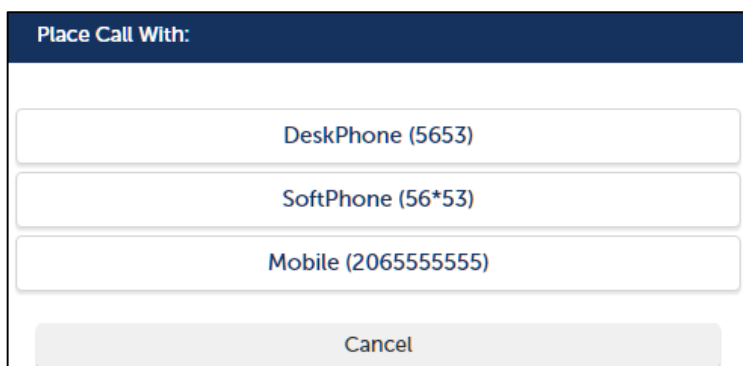 Place Call With:
DeskPhone (5653)
SoftPhone (56*53)
Mobile (2065555555)
Cancel